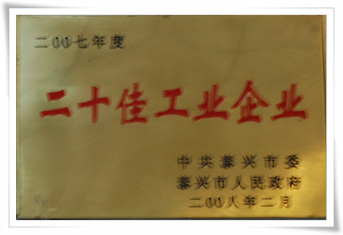 二00七年度
二十佳工业企业
中共泰兴市委
泰兴市人民政府
二00八年二月